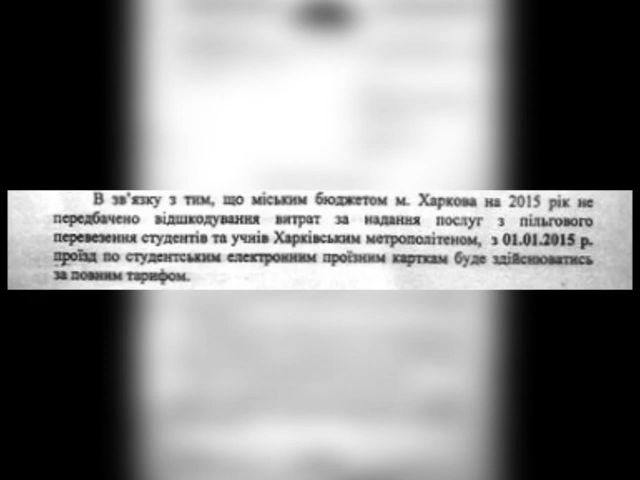 В зв'язку з тим, що міським бюджетом м. Харкова на 2015 рік не
передбачено відшкодування витрат за надання послуг з пільгового
перевезення студентів та учнів Харківським метрополітеном, з 01.01.2015 р.
проїзд по студентським електронним проїзним карткам буде здійснюватись
за повним тарифом.